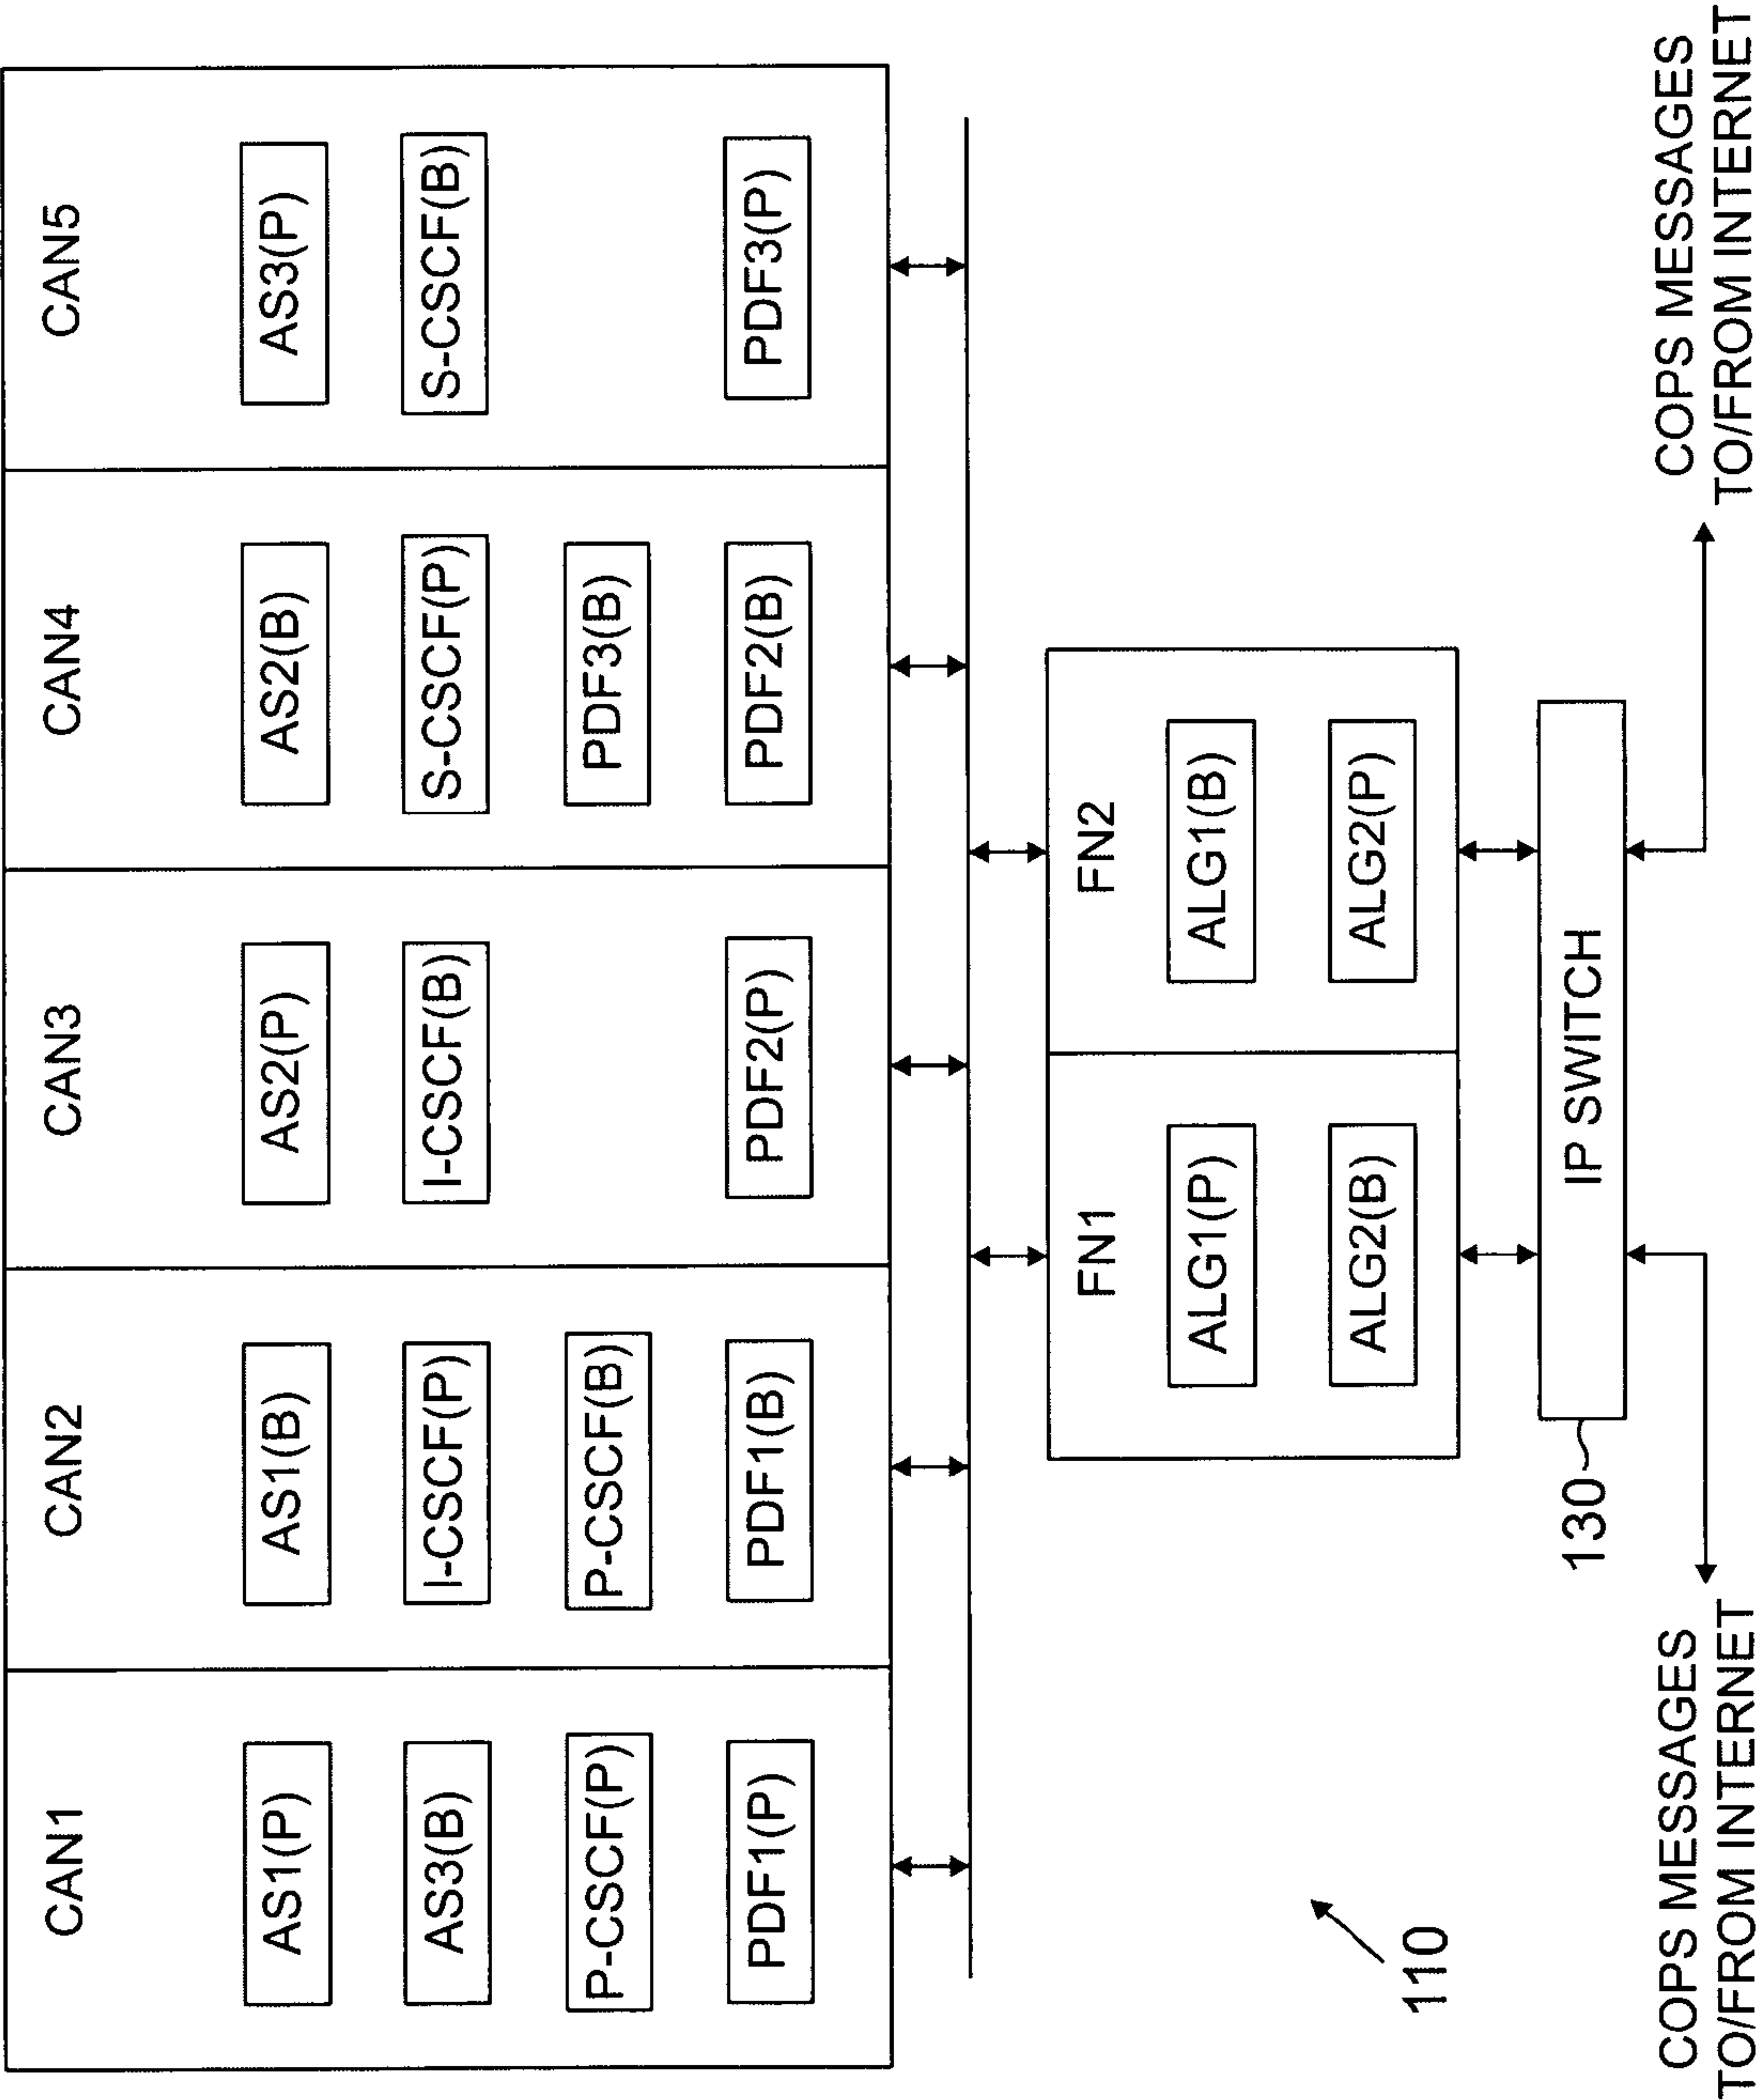 CAN1
AS1(P)
AS3(B)
P-CSCF(P)
PDF1(P)
CAN2
AS1(B)
I-CSCF(P)
P-CSCF(B)
PDF1(B)
CAN3
AS2(P)
I-CSCF(B)
PDF2(P)
CAN4
AS2(B)
S-CSCF(P)
PDF3(B)
PDF2(B)
CAN5
AS3(P)
S-CSCF(B)
PDF3(P)
FN1
ALG1(P)
ALG2(B)
FN2
ALG1(B)
ALG2(P)
110
130
IP SWITCH
COPS MESSAGES
TO/FROM INTERNET
COPS MESSAGES
TO/FROM INTERNET